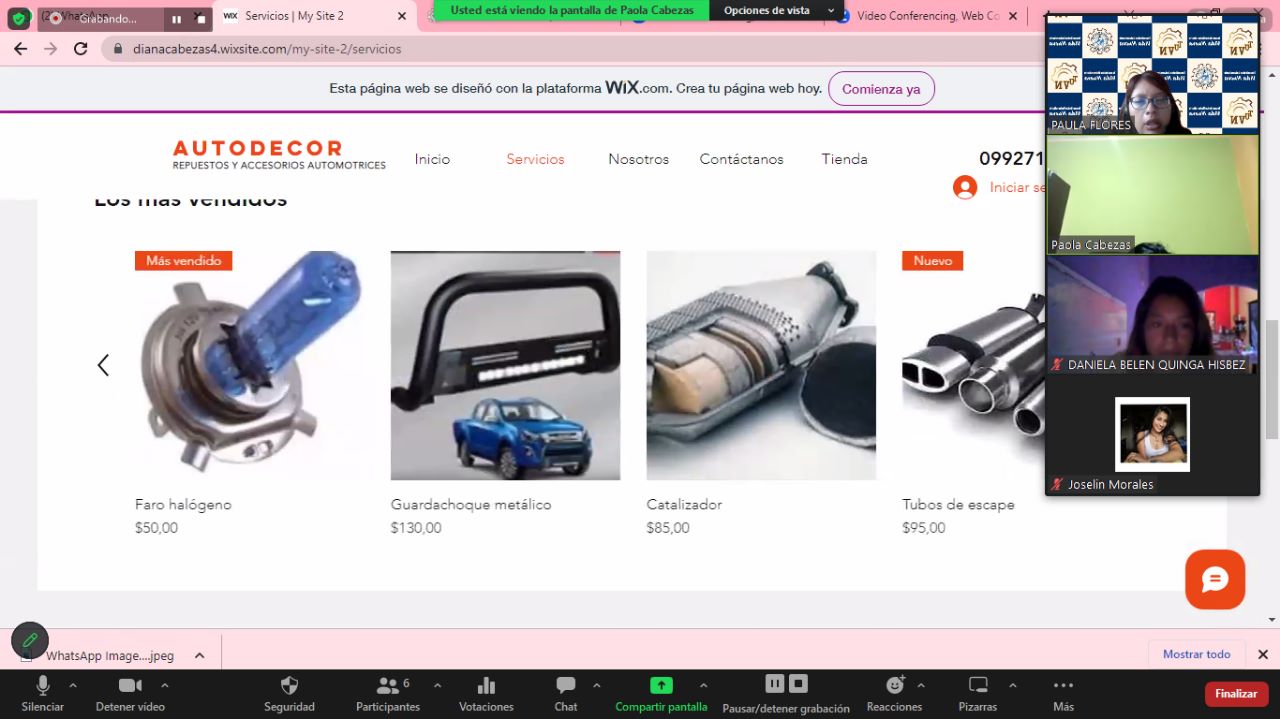 Grabando...
(2) WhatsApp
WIX Servicios | My Site 2
Usted está viendo la pantalla de Paola Cabezas
Opciones de vista
Video Conferencing, Web Co
dianacabezas4.wixsite.com/my-site-2/servicios
Esta página web se diseñó con la plataforma WIX.com. Crea tu página web hoy.
Comienza ya
AUTODECOR
REPUESTOS Y ACCESORIOS AUTOMOTRICES
Inicio
Servicios
Nosotros
Contáctanos
Tienda
099271
Iniciar se
Los más vendidos
Más vendido
Nuevo
Faro halógeno
$50,00
Guardachoque metálico
$130,00
Catalizador
$85,00
Tubos de escape
$95,00
PAULA FLORES
Paola Cabezas
DANIELA BELEN QUINGA HISBEZ
Joselin Morales
WhatsApp Image....jpeg
Mostrar todo
Silenciar
Detener vídeo
Seguridad
6
Participantes
Votaciones
Chat
Compartir pantalla
Pausar/detener grabación
Reacciones
Pizarras
Más
Finalizar